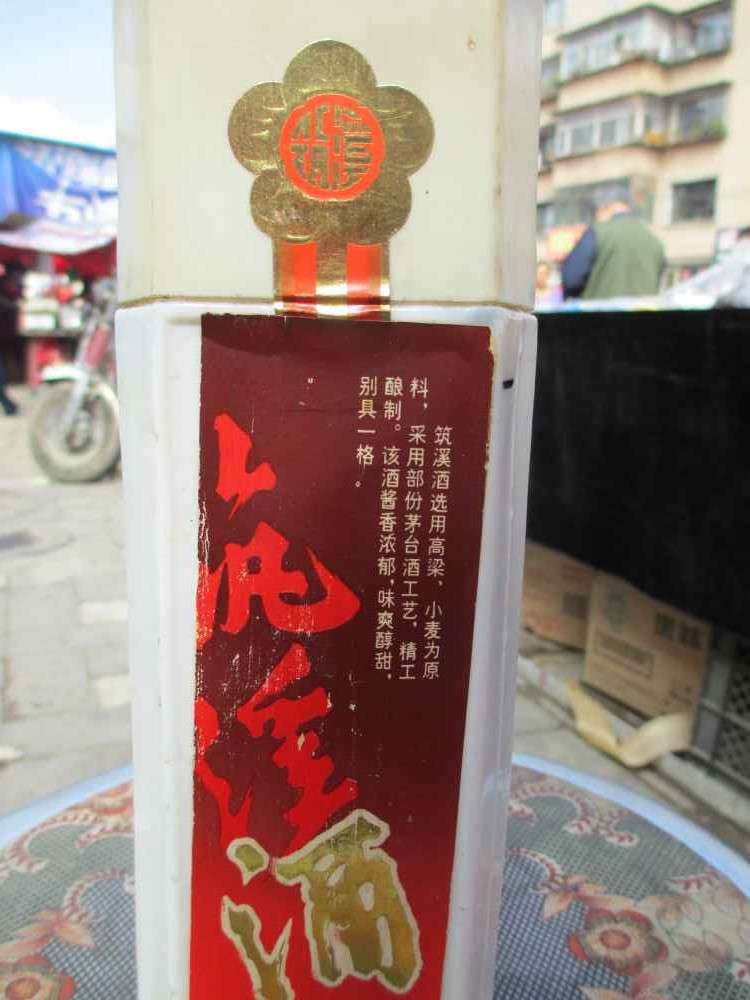 筑溪
筑溪酒选用高梁，小麦为原
料，采用部份茅台酒工艺，精工
酿制。该酒酱香浓郁，味爽醇甜，
别具一格。
筑溪酒